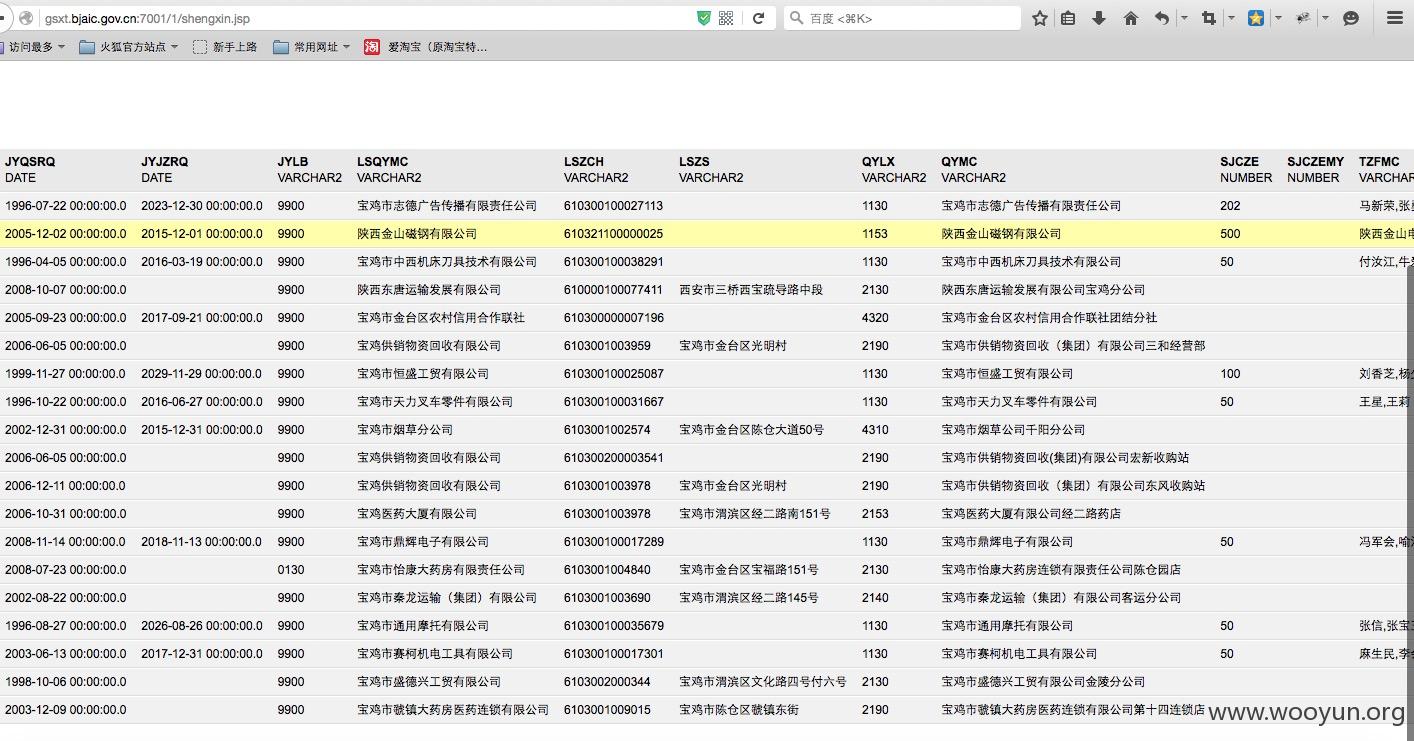 gsxt.bjaic.gov.cn:7001/1/shengxin.jsp 百度 <⌘K>
访问最多 火狐官方站点 新手上路 常用网址 淘 爱淘宝（原淘宝特...
JYQSRQ JYJZRQ JYLB LSQYMC LSZCH LSZS QYLX QYMC SJCZE SJCZEMY TZFMC
DATE DATE VARCHAR2 VARCHAR2 VARCHAR2 VARCHAR2 VARCHAR2 VARCHAR2 NUMBER NUMBER VARCHAR
1996-07-22 00:00:00.0 2023-12-30 00:00:00.0 9900 宝鸡市志德广告传播有限责任公司 610300100027113 1130 宝鸡市志德广告传播有限责任公司 202 马新荣,张
2005-12-02 00:00:00.0 2015-12-01 00:00:00.0 9900 陕西金山磁钢有限公司 610321100000025 1153 陕西金山磁钢有限公司 500 陕西金山电
1996-04-05 00:00:00.0 2016-03-19 00:00:00.0 9900 宝鸡市中西机床刀具技术有限公司 610300100038291 1130 宝鸡市中西机床刀具技术有限公司 50 付汝江,牛
2008-10-07 00:00:00.0 9900 陕西东唐运输发展有限公司 610000100077411 西安市三桥西宝疏导路中段 2130 陕西东唐运输发展有限公司宝鸡分公司
2005-09-23 00:00:00.0 2017-09-21 00:00:00.0 9900 宝鸡市金台区农村信用合作联社 610300000007196 4320 宝鸡市金台区农村信用合作联社团结分社
2006-06-05 00:00:00.0 9900 宝鸡供销物资回收有限公司 6103001003959 宝鸡市金台区光明村 2190 宝鸡市供销物资回收（集团）有限公司三和经营部
1999-11-27 00:00:00.0 2029-11-29 00:00:00.0 9900 宝鸡市恒盛工贸有限公司 610300100025087 1130 宝鸡市恒盛工贸有限公司 100 刘香芝,杨
1996-10-22 00:00:00.0 2016-06-27 00:00:00.0 9900 宝鸡市天力叉车零件有限公司 610300100031667 1130 宝鸡市天力叉车零件有限公司 50 王星,王莉
2002-12-31 00:00:00.0 2015-12-31 00:00:00.0 9900 宝鸡市烟草分公司 6103001002574 宝鸡市金台区陈仓大道50号 4310 宝鸡市烟草公司千阳分公司
2006-06-05 00:00:00.0 9900 宝鸡供销物资回收有限公司 610300200003541 2190 宝鸡市供销物资回收(集团)有限公司宏新收购站
2006-12-11 00:00:00.0 9900 宝鸡供销物资回收有限公司 6103001003978 宝鸡市金台区光明村 2190 宝鸡市供销物资回收（集团）有限公司东风收购站
2006-10-31 00:00:00.0 9900 宝鸡医药大厦有限公司 6103001003978 宝鸡市渭滨区经二路南151号 2153 宝鸡医药大厦有限公司经二路药店
2008-11-14 00:00:00.0 2018-11-13 00:00:00.0 9900 宝鸡市鼎辉电子有限公司 610300100017289 1130 宝鸡市鼎辉电子有限公司 50 冯军会,喻
2008-07-23 00:00:00.0 0130 宝鸡市怡康大药房有限责任公司 6103001004840 宝鸡市金台区宝福路151号 2130 宝鸡市怡康大药房连锁有限责任公司陈仓园店
2002-08-22 00:00:00.0 9900 宝鸡市秦龙运输（集团）有限公司 6103001003690 宝鸡市渭滨区经二路145号 2140 宝鸡市秦龙运输（集团）有限公司客运分公司
1996-08-27 00:00:00.0 2026-08-26 00:00:00.0 9900 宝鸡市通用摩托有限公司 610300100035679 1130 宝鸡市通用摩托有限公司 50 张信,张宝
2003-06-13 00:00:00.0 2017-12-31 00:00:00.0 9900 宝鸡市赛柯机电工具有限公司 610300100017301 1130 宝鸡市赛柯机电工具有限公司 50 麻生民,李
1998-10-06 00:00:00.0 9900 宝鸡市盛德兴工贸有限公司 6103002000344 宝鸡市渭滨区文化路四号付六号 2130 宝鸡市盛德兴工贸有限公司金陵分公司
2003-12-09 00:00:00.0 9900 宝鸡市虢镇大药房医药连锁有限公司 6103001009015 宝鸡市陈仓区虢镇东街 2190 宝鸡市虢镇大药房医药连锁有限公司第十四连锁店
www.wooyun.org